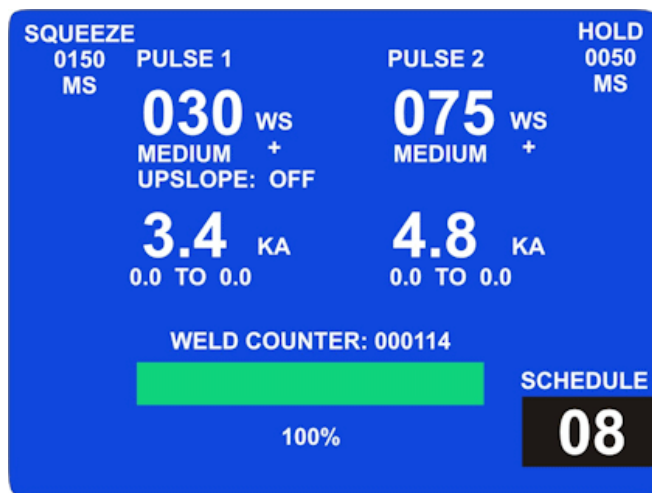 SQUEEZE
0150
MS
HOLD
0050
MS
PULSE 1
030 WS
MEDIUM +
UPSLOPE: OFF
3.4 KA
0.0 TO 0.0
PULSE 2
075 WS
MEDIUM +
4.8 KA
0.0 TO 0.0
WELD COUNTER: 000114
100%
SCHEDULE
08